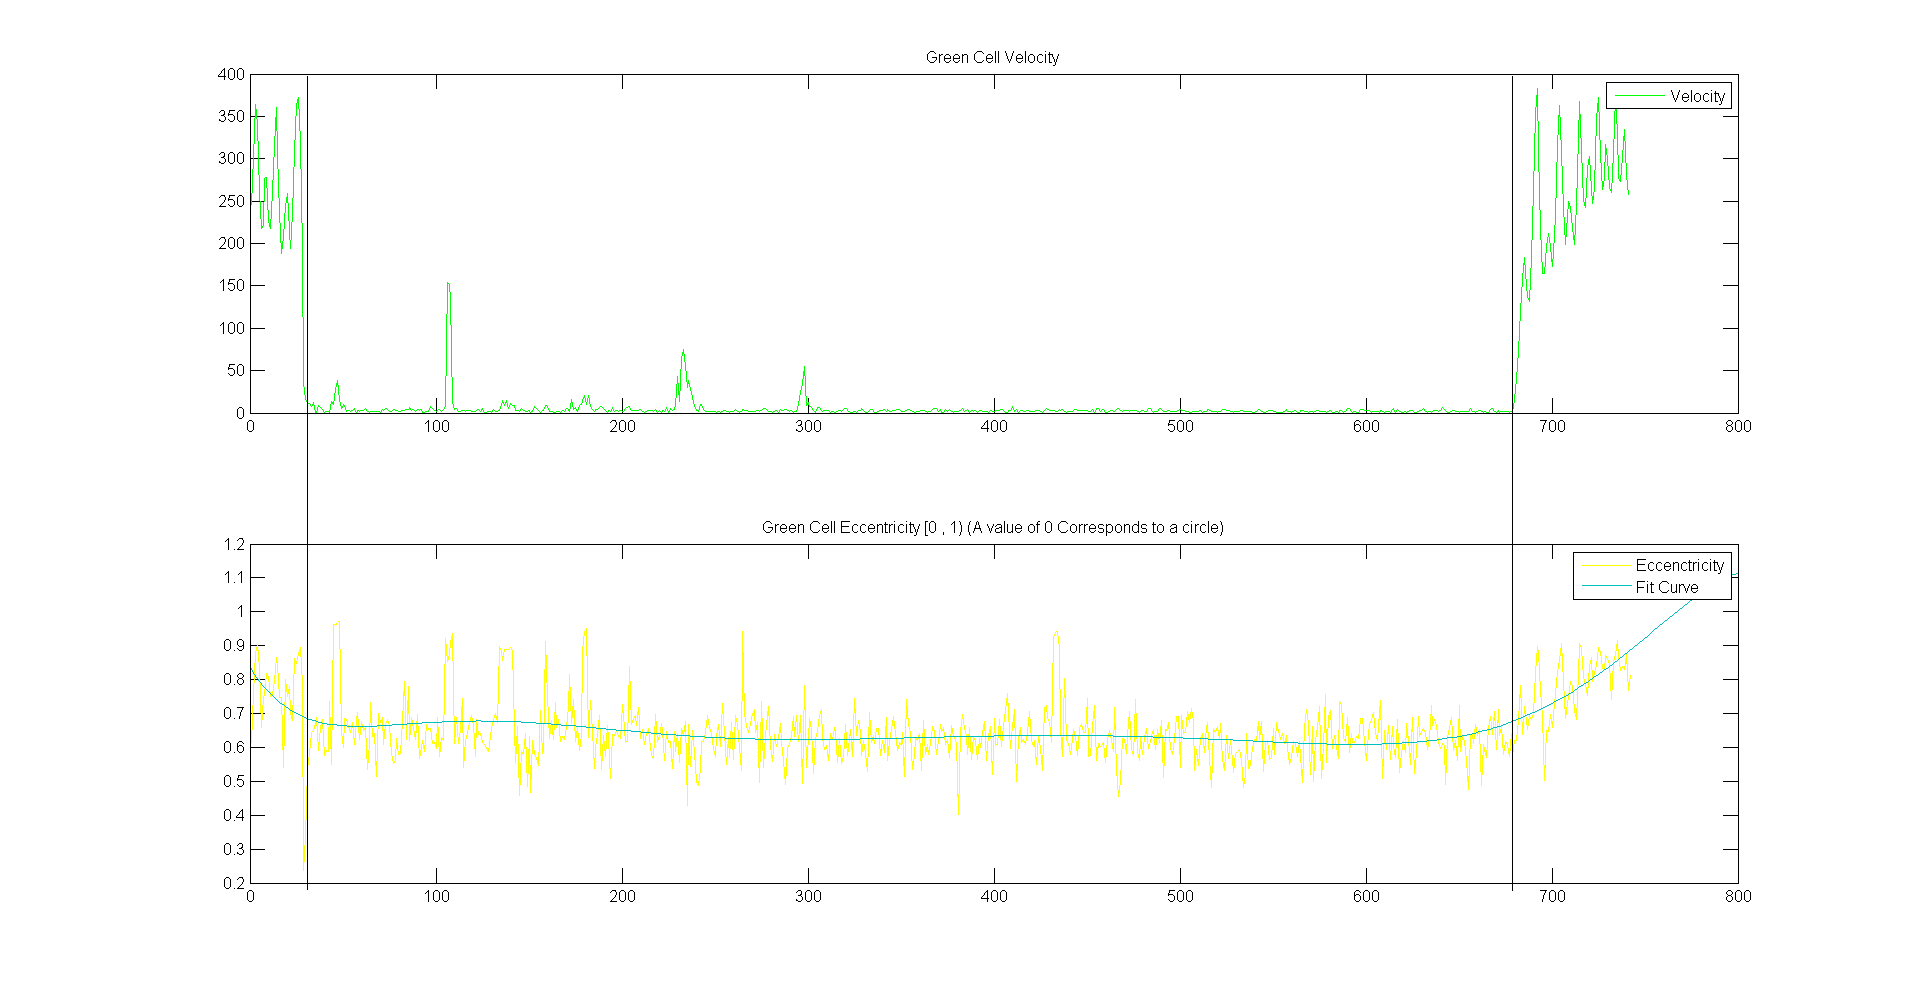 Green Cell Velocity
400
350
300
250
200
150
100
50
0
Velocity
0 100 200 300 400 500 600 700 800
Green Cell Eccentricity [0 , 1) (A value of 0 Corresponds to a circle)
1.2
1.1
1
0.9
0.8
0.7
0.6
0.5
0.4
0.3
0.2
Eccenctricity
Fit Curve
0 100 200 300 400 500 600 700 800